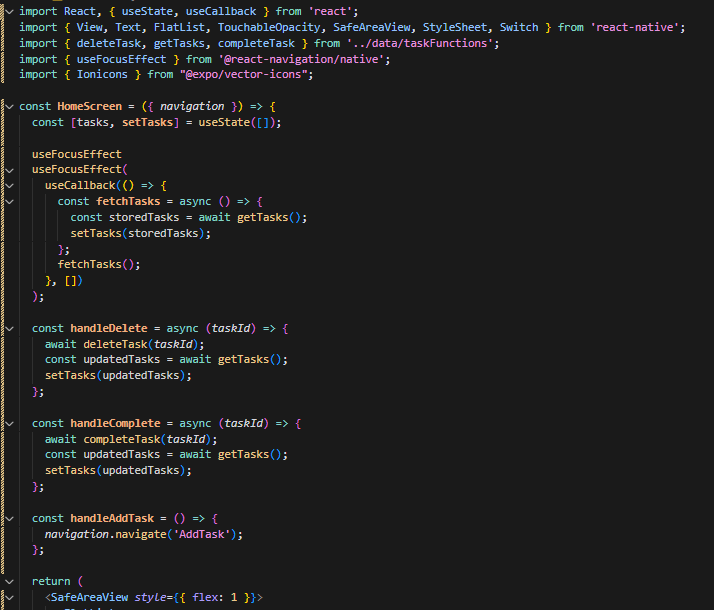 import React, { useState, useCallback } from 'react';
import { View, Text, FlatList, TouchableOpacity, SafeAreaView, StyleSheet, Switch } from 'react-native';
import { deleteTask, getTasks, completeTask } from '../data/taskFunctions';
import { useFocusEffect } from '@react-navigation/native';
import { Ionicons } from "@expo/vector-icons";

const HomeScreen = ({ navigation }) => {
  const [tasks, setTasks] = useState([]);

  useFocusEffect
  useFocusEffect(
    useCallback(() => {
      const fetchTasks = async () => {
        const storedTasks = await getTasks();
        setTasks(storedTasks);
      };
      fetchTasks();
    }, [])
  );

  const handleDelete = async (taskId) => {
    await deleteTask(taskId);
    const updatedTasks = await getTasks();
    setTasks(updatedTasks);
  };

  const handleComplete = async (taskId) => {
    await completeTask(taskId);
    const updatedTasks = await getTasks();
    setTasks(updatedTasks);
  };

  const handleAddTask = () => {
    navigation.navigate('AddTask');
  };

  return (
    <SafeAreaView style={{ flex: 1 }}>